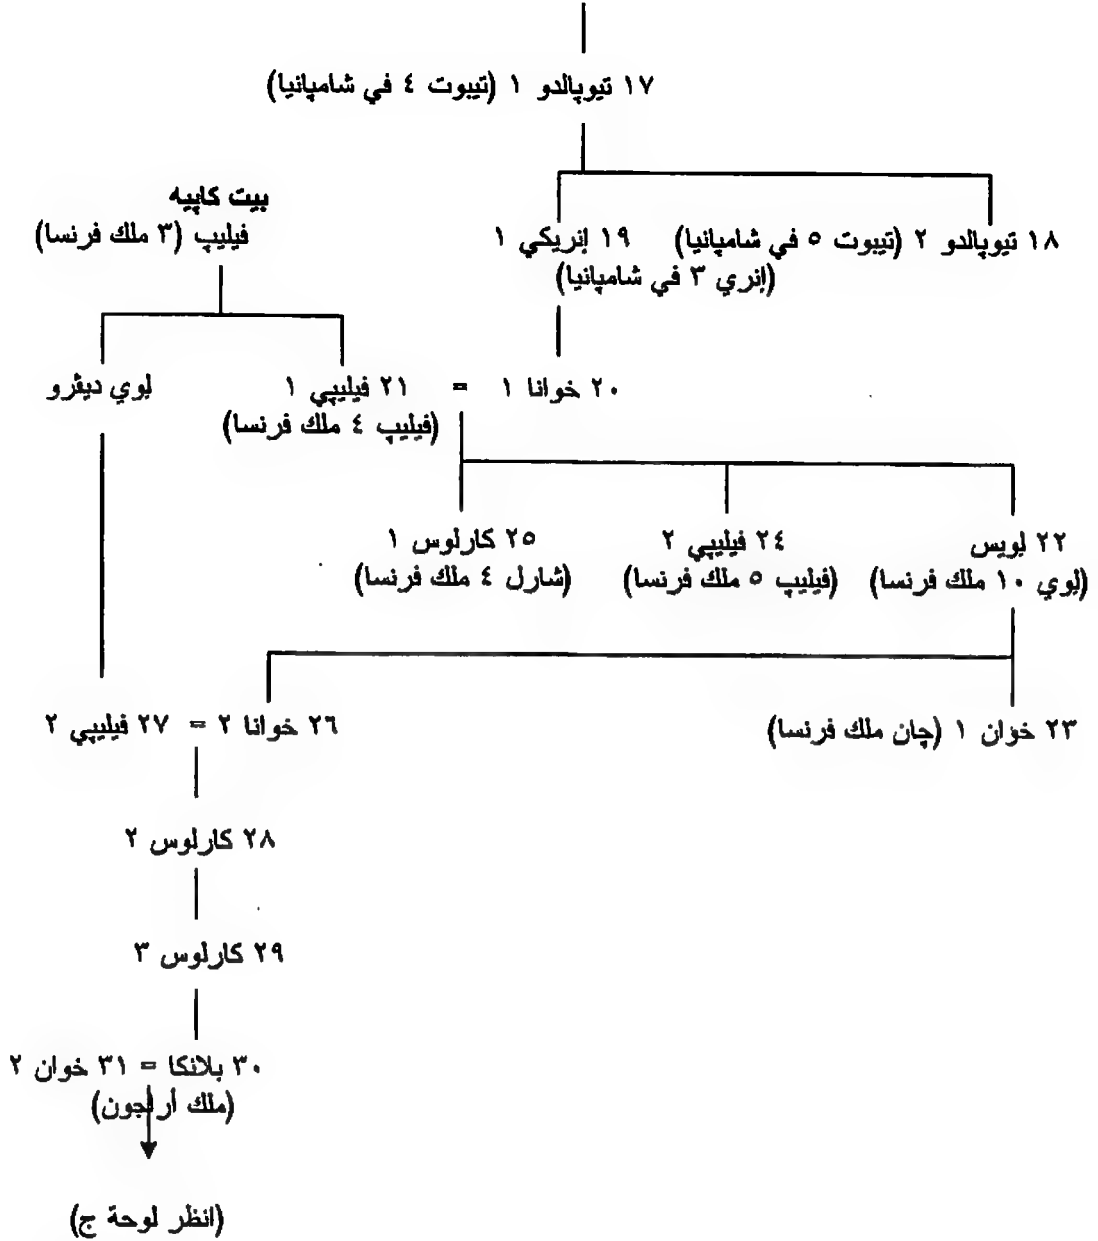 ١٧ تيوپالدو ١ (تيبوت ٤ في شامپانيا)
بيت كاپيه
فيليپ (٣ ملك فرنسا)
١٨ تيوپالدو ٢ (تيبوت ٥ في شامپانيا)
١٩ إنريكي ١
(إنري ٣ في شامپانيا)
٢٠ خوانا ١ = ٢١ فيليپي ١
(فيليپ ٤ ملك فرنسا)
لوي ديڤرو
٢٢ لويس
(لوي ١٠ ملك فرنسا)
٢٤ فيليپي ٢
(فيليپ ٥ ملك فرنسا)
٢٥ كارلوس ١
(شارل ٤ ملك فرنسا)
٢٣ خوان ١ (چان ملك فرنسا)
٢٦ خوانا ٢ = ٢٧ فيليپي ٢
٢٨ كارلوس ٢
٢٩ كارلوس ٣
٣٠ بلانكا = ٣١ خوان ٢
(ملك أراجون)
(انظر لوحة ج)